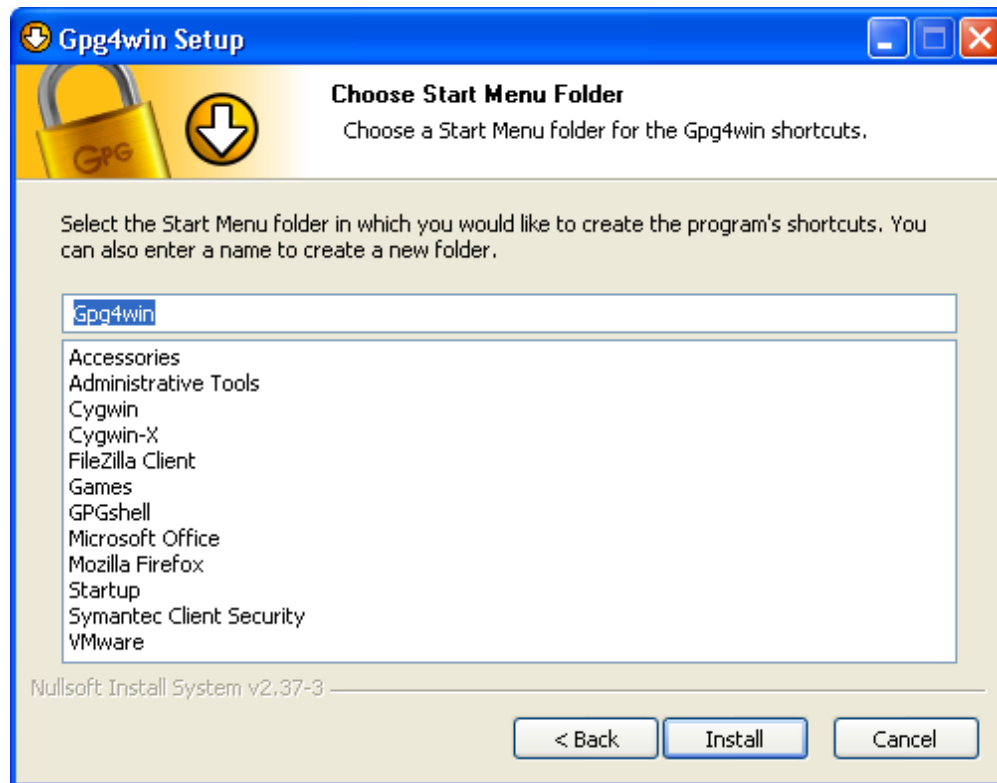 Gpg4win Setup
Choose Start Menu Folder
Choose a Start Menu folder for the Gpg4win shortcuts.
GPG
Select the Start Menu folder in which you would like to create the program's shortcuts. You
can also enter a name to create a new folder.
Gpg4win
Accessories
Administrative Tools
Cygwin
Cygwin-X
FileZilla Client
Games
GPGshell
Microsoft Office
Mozilla Firefox
Startup
Symantec Client Security
VMware
Nullsoft Install System v2.37-3
< Back
Install
Cancel